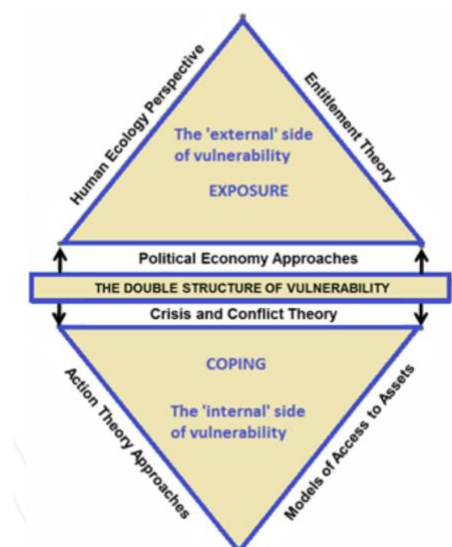 Human Ecology Perspective
Entitlement Theory
The 'external' side
of vulnerability
EXPOSURE
Political Economy Approaches
THE DOUBLE STRUCTURE OF VULNERABILITY
Crisis and Conflict Theory
COPING
The 'internal' side
of vulnerability
Action Theory Approaches
Models of Access to Assets